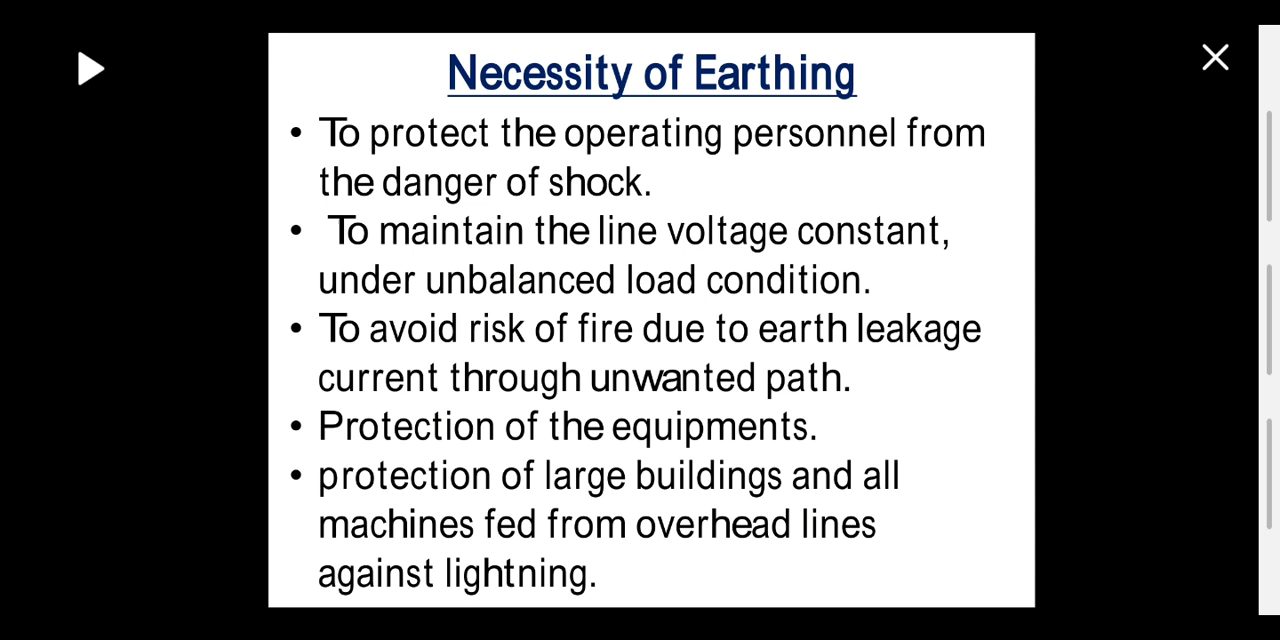 Necessity of Earthing
• To protect the operating personnel from
the danger of shock.
• To maintain the line voltage constant,
under unbalanced load condition.
• To avoid risk of fire due to earth leakage
current through unwanted path.
• Protection of the equipments.
• protection of large buildings and all
machines fed from overhead lines
against lightning.